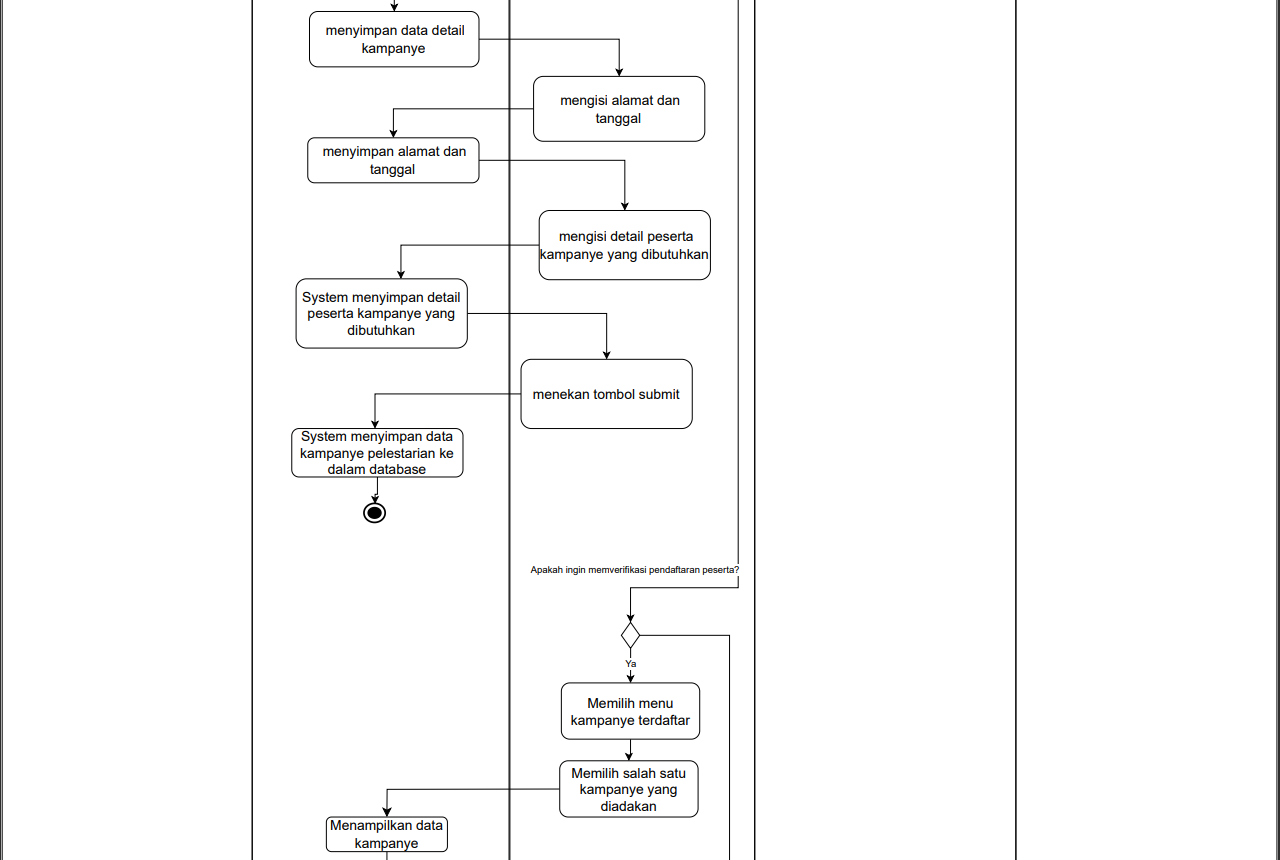 menyimpan data detail
kampanye
mengisi alamat dan
tanggal
menyimpan alamat dan
tanggal
mengisi detail peserta
kampanye yang dibutuhkan
System menyimpan detail
peserta kampanye yang
dibutuhkan
menekan tombol submit
System menyimpan data
kampanye pelestarian ke
dalam database
Apakah ingin memverifikasi pendaftaran peserta?
Ya
Memilih menu
kampanye terdaftar
Memilih salah satu
kampanye yang
diadakan
Menampilkan data
kampanye